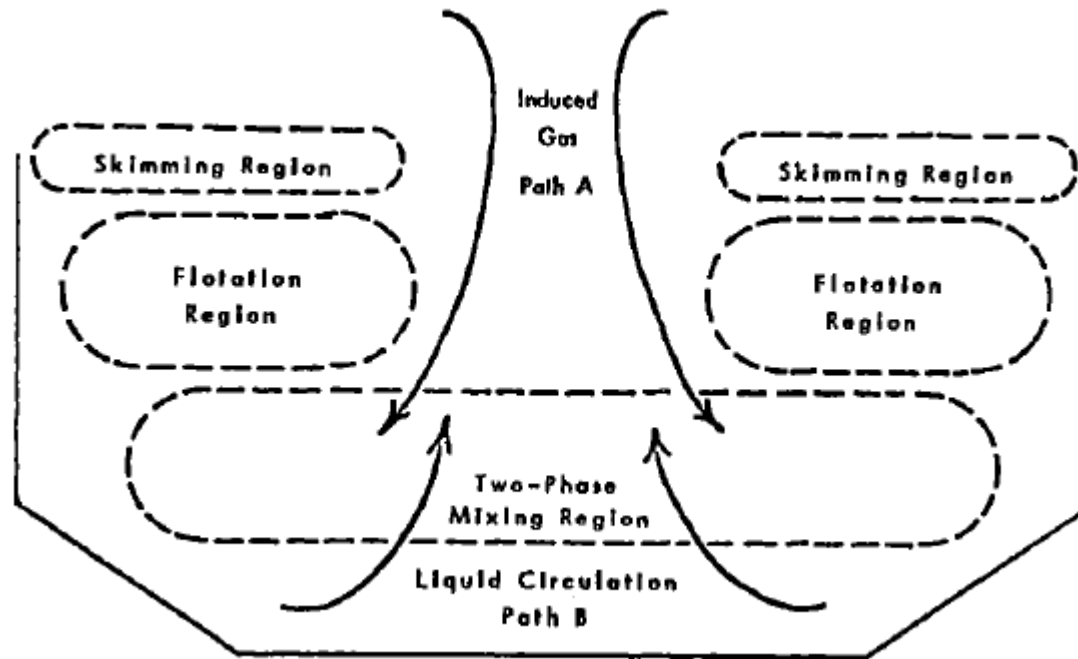 Induced
Gas
Path A
Skimming Region
Skimming Region
Flotation
Region
Flotation
Region
Two-Phase
Mixing Region
Liquid Circulation
Path B